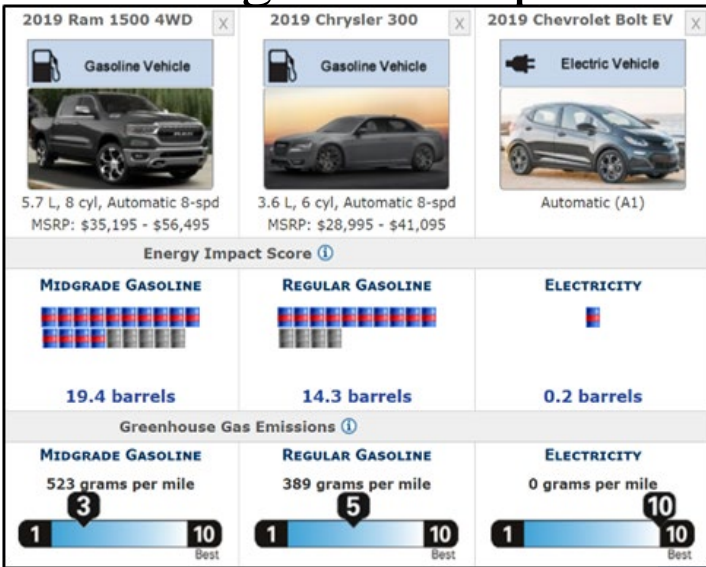 2019 Ram 1500 4WD X 2019 Chrysler 300 X 2019 Chevrolet Bolt EV X
Gasoline Vehicle Gasoline Vehicle Electric Vehicle
5.7 L, 8 cyl, Automatic 8-spd 3.6 L, 6 cyl, Automatic 8-spd Automatic (A1)
MSRP: $35,195 - $56,495 MSRP: $28,995 - $41,095
Energy Impact Score i
MIDGRADE GASOLINE REGULAR GASOLINE ELECTRICITY
19.4 barrels 14.3 barrels 0.2 barrels
Greenhouse Gas Emissions i
MIDGRADE GASOLINE REGULAR GASOLINE ELECTRICITY
523 grams per mile 389 grams per mile 0 grams per mile
3 5 10
1 10 1 10 1 10
Best Best Best